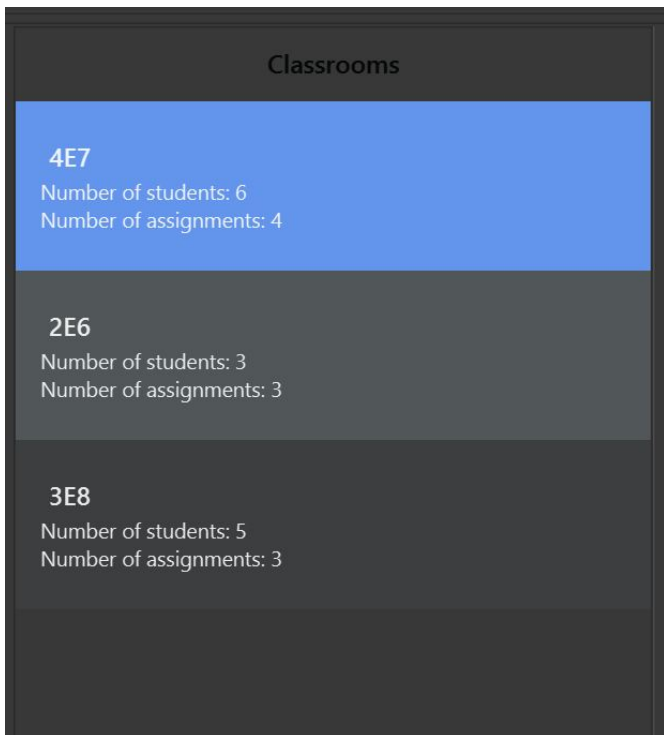 Classrooms
4E7
Number of students: 6
Number of assignments: 4
2E6
Number of students: 3
Number of assignments: 3
3E8
Number of students: 5
Number of assignments: 3